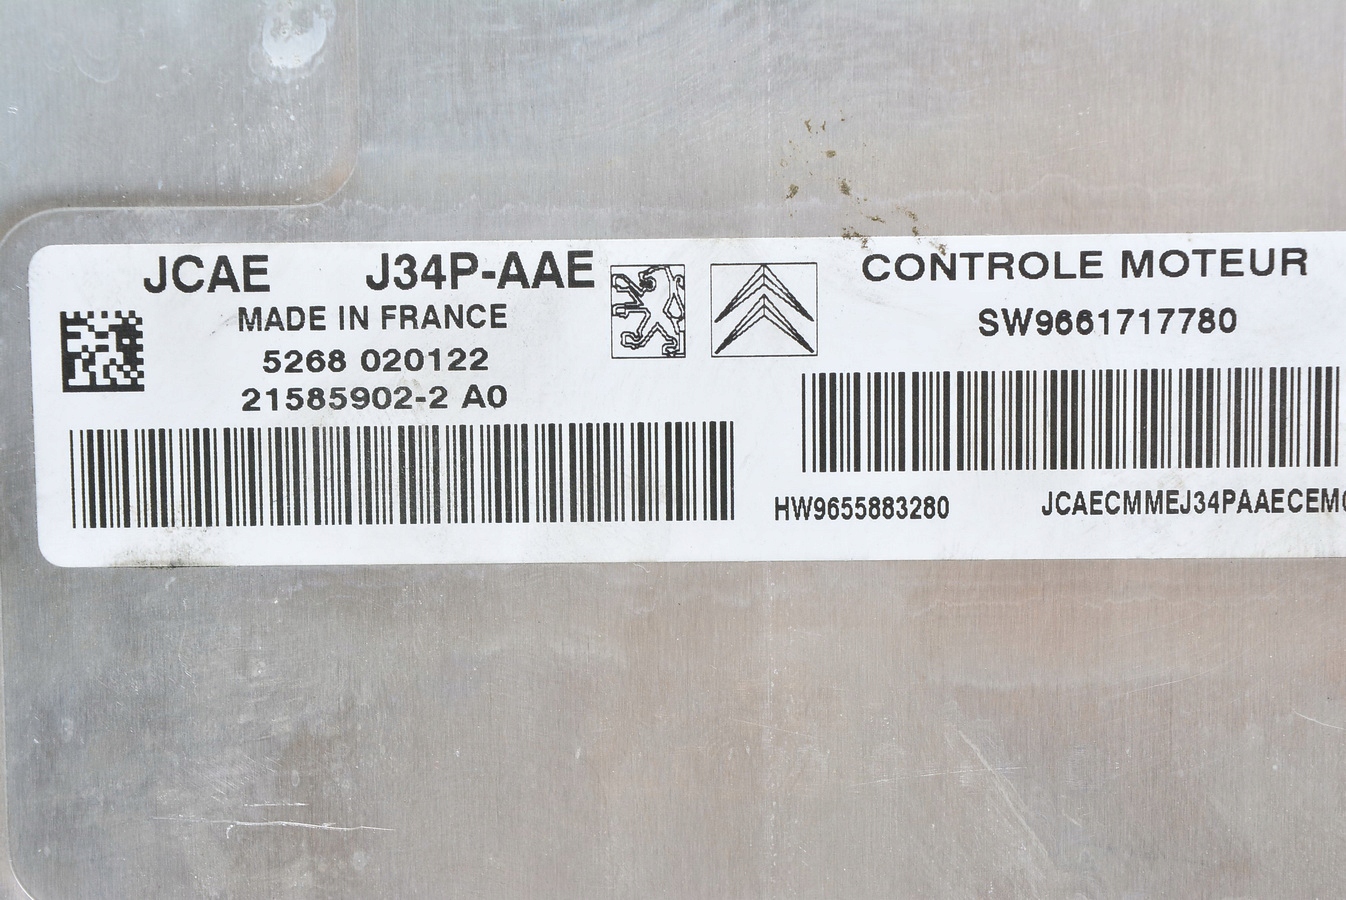 JCAE J34P-AAE
MADE IN FRANCE
5268 020122
21585902-2 A0
CONTROLE MOTEUR
SW9661717780
HW9655883280
JCAECMMEJ34PAAECEM